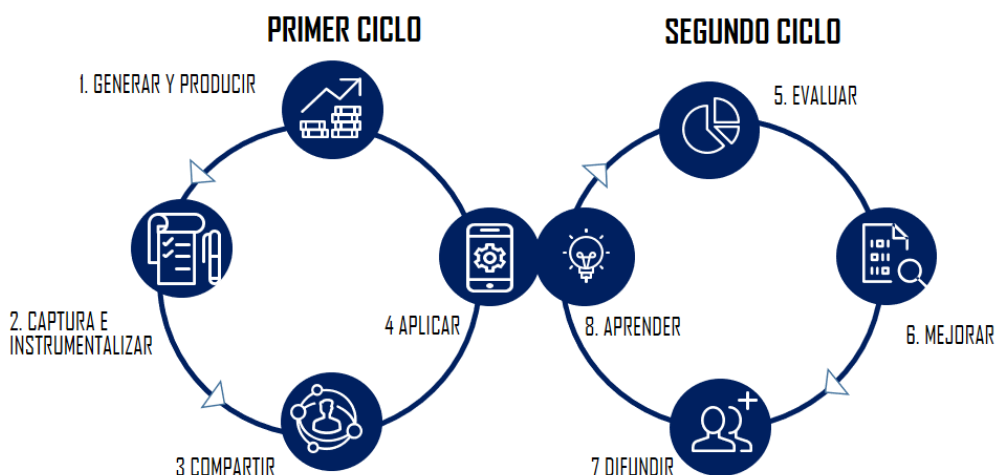 PRIMER CICLO
SEGUNDO CICLO
1. GENERAR Y PRODUCIR
5. EVALUAR
2. CAPTURA E
INSTRUMENTALIZAR
4 APLICAR
8. APRENDER
6. MEJORAR
3 COMPARTIR
7 DIFUNDIR